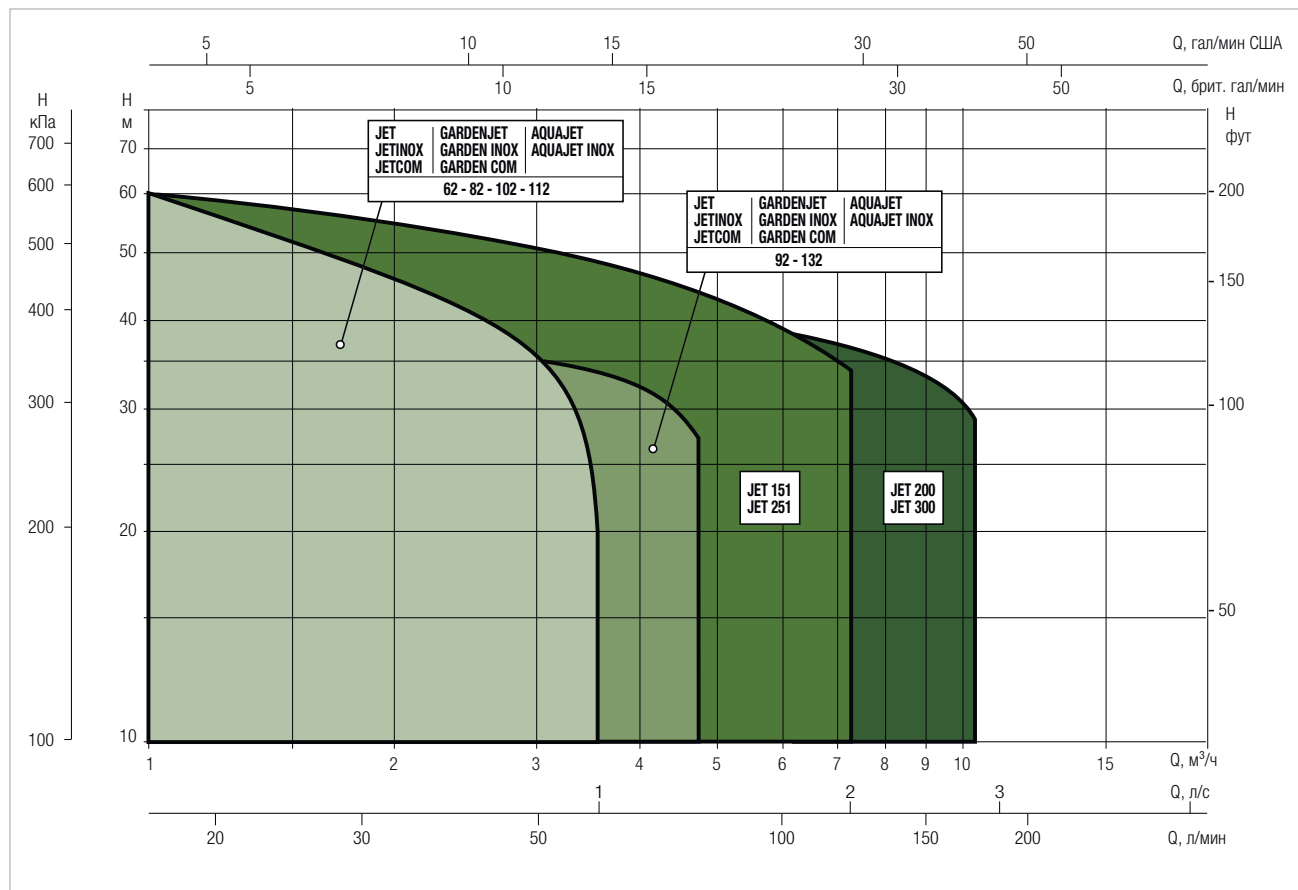 5 10 15 30 50 Q, гал/мин США
5 10 15 30 50 Q, брит. гал/мин
H кПа
H м
H фут
JET GARDENJET AQUAJET
JETINOX GARDEN INOX AQUAJET INOX
JETCOM GARDEN COM
62 - 82 - 102 - 112
JET GARDENJET AQUAJET
JETINOX GARDEN INOX AQUAJET INOX
JETCOM GARDEN COM
92 - 132
700 70
600 60 200
500 50
150
400 40
300 30 100
JET 151
JET 251
JET 200
JET 300
200 20
50
100 10
1 2 3 4 5 6 7 8 9 10 15 Q, м³/ч
1 2 3 Q, л/с
20 30 50 100 150 200 Q, л/мин